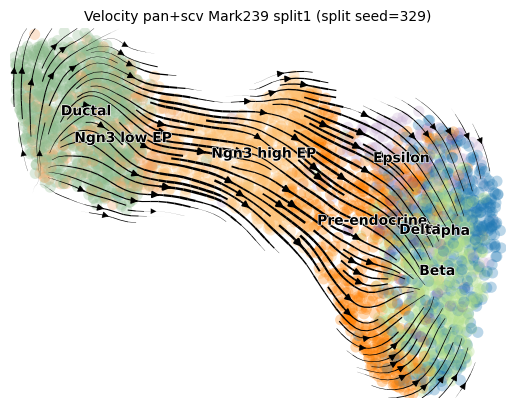 Velocity pan+scv Mark239 split1 (split seed=329)
Ductal
Ngn3 low EP
Ngn3 high EP
Epsilon
Pre-endocrine
Delta
Beta